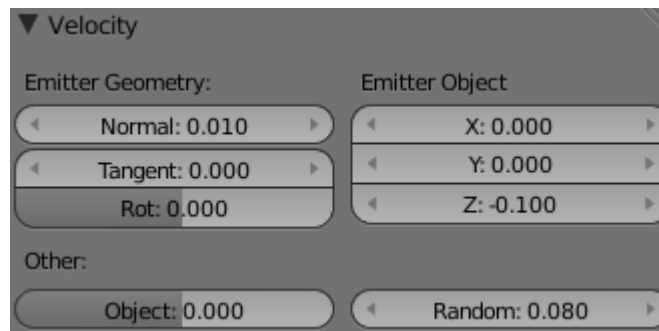 Velocity
Emitter Geometry:
Normal: 0.010
Tangent: 0.000
Rot: 0.000
Emitter Object
X: 0.000
Y: 0.000
Z: -0.100
Other:
Object: 0.000
Random: 0.080